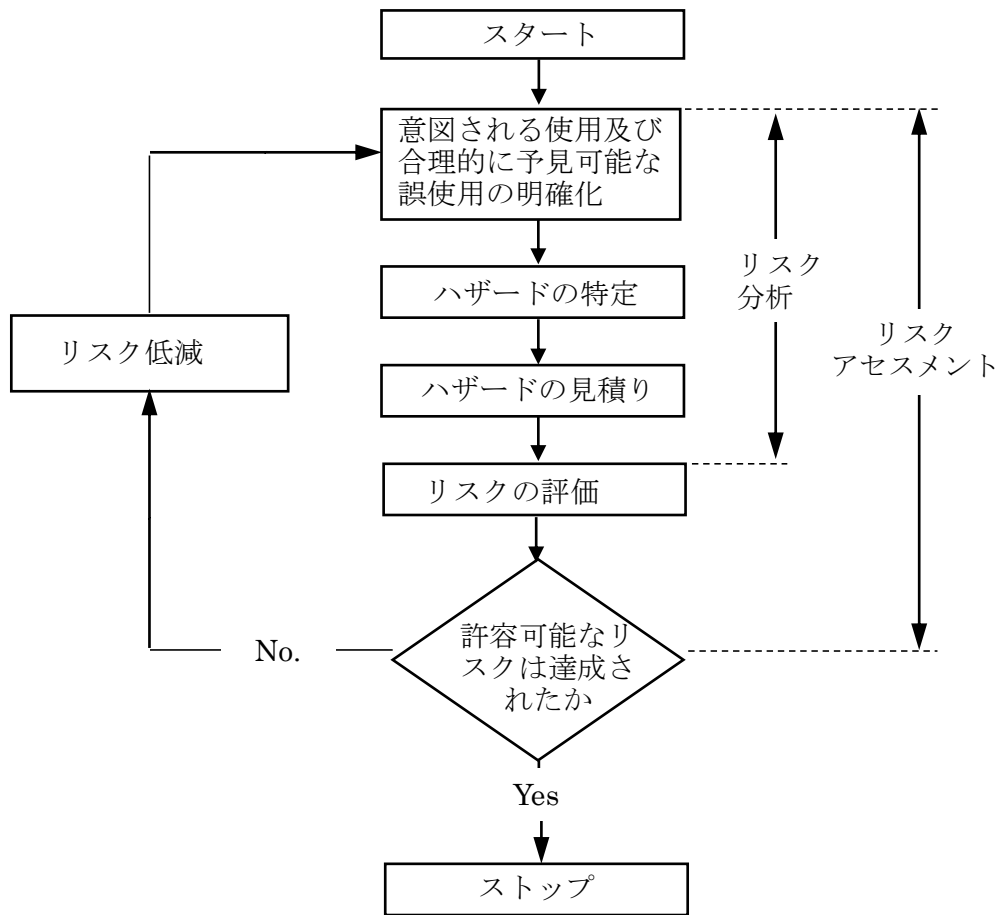 スタート
意図される使用及び
合理的に予見可能な
誤使用の明確化
リスク
分析
ハザードの特定
リスク低減
リスク
アセスメント
ハザードの見積り
リスクの評価
許容可能なリ
スクは達成さ
れたか
No.
Yes
ストップ